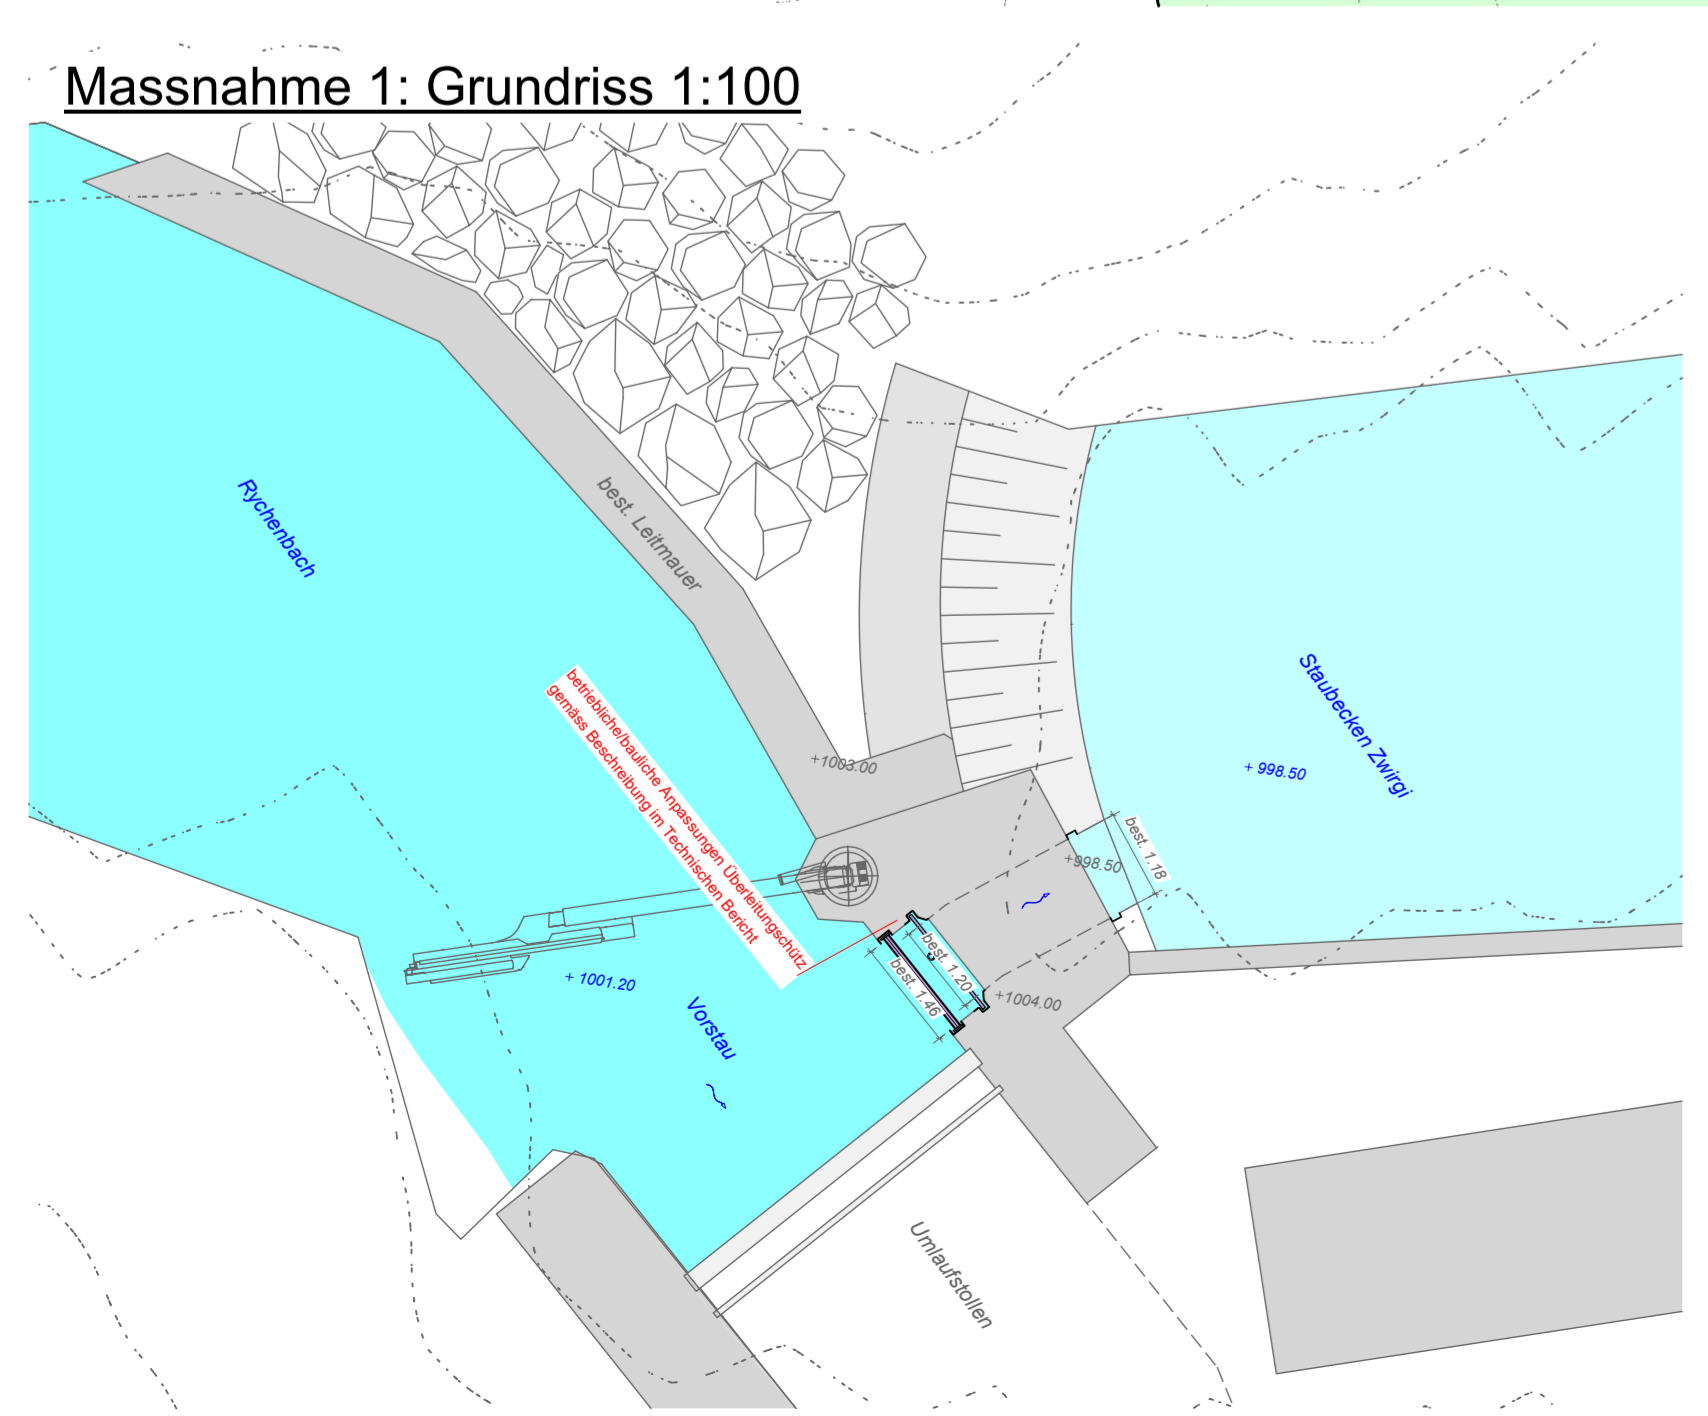 Massnahme 1: Grundriss 1:100
Rychenbach
best. Leitmauer
betriebliche/bauliche Anpassungen Überleitungschütz
gemäss Beschreibung im Technischen Bericht
+1003.00
Staubecken Zwirgi
+ 998.50
best. 1.18
+998.50
best. 1.20
best. 1.46
+1004.00
+ 1001.20
Vorstau
Umlaufstollen